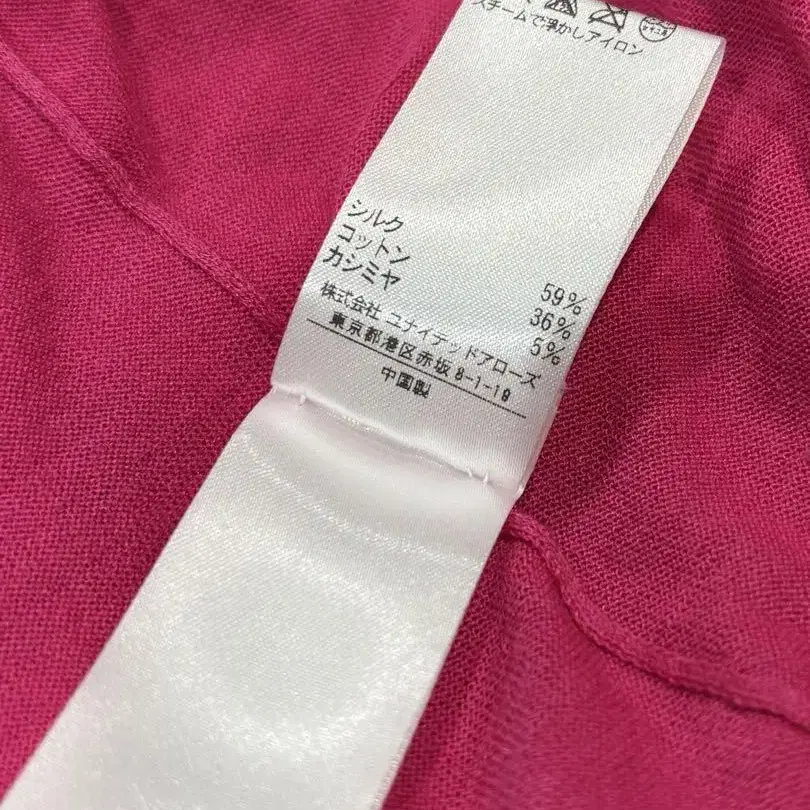 スチームで浮かしアイロン
シルク 59%
コットン 36%
カシミヤ 5%
株式会社 ユナイテッドアローズ
東京都港区赤坂8-1-19
中国製